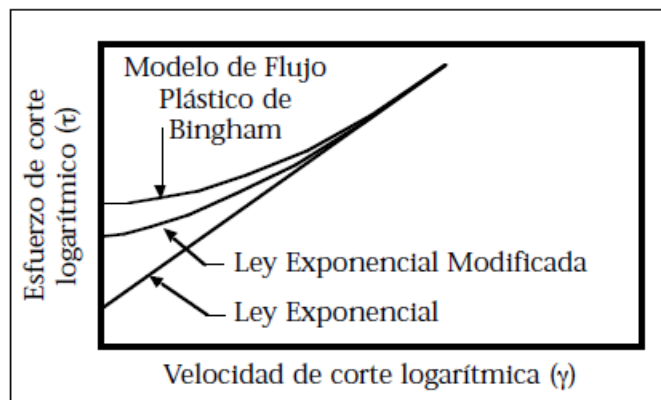 Modelo de Flujo
Plástico de
Bingham
Esfuerzo de corte
logarítmico (τ)
Ley Exponencial Modificada
Ley Exponencial
Velocidad de corte logarítmica (γ)